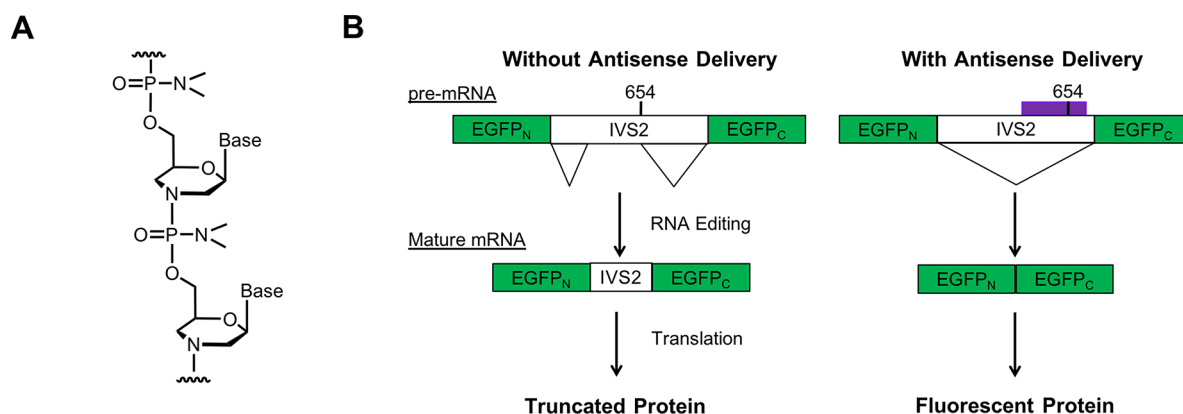 A
O=P-N
O
Base
O
N
O=P-N
O
Base
O
N
B
Without Antisense Delivery
pre-mRNA
654
EGFPN IVS2 EGFPC
RNA Editing
Mature mRNA
EGFPN IVS2 EGFPC
Translation
Truncated Protein
With Antisense Delivery
654
EGFPN IVS2 EGFPC
EGFPN EGFPC
Fluorescent Protein